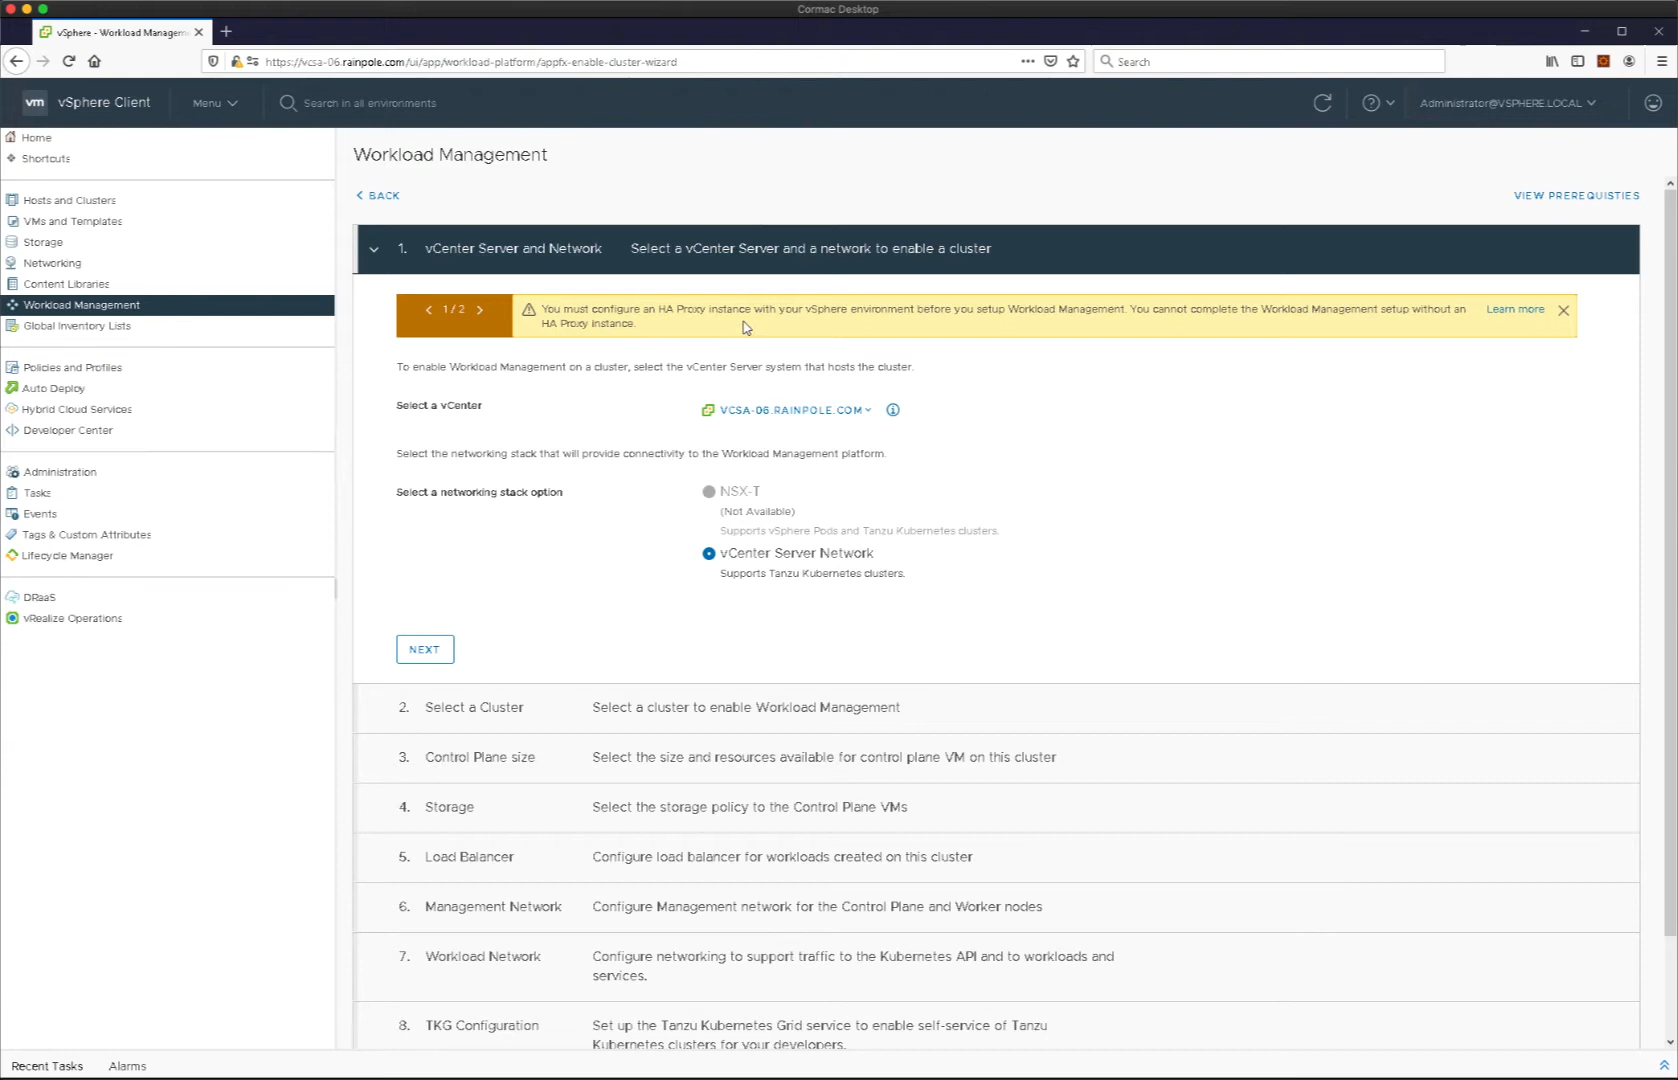 Cormac Desktop
vSphere - Workload Managem
https://vcsa-06.rainpole.com/ui/app/workload-platform/appfx-enable-cluster-wizard
Search
vm vSphere Client
Menu
Search in all environments
Administrator@VSPHERE.LOCAL
Home
Shortcuts
Hosts and Clusters
VMs and Templates
Storage
Networking
Content Libraries
Workload Management
Global Inventory Lists
Policies and Profiles
Auto Deploy
Hybrid Cloud Services
Developer Center
Administration
Tasks
Events
Tags & Custom Attributes
Lifecycle Manager
DRaaS
vRealize Operations
Workload Management
BACK
VIEW PREREQUISTIES
1. vCenter Server and Network Select a vCenter Server and a network to enable a cluster
1 / 2
You must configure an HA Proxy instance with your vSphere environment before you setup Workload Management. You cannot complete the Workload Management setup without an
HA Proxy instance.
Learn more
To enable Workload Management on a cluster, select the vCenter Server system that hosts the cluster.
Select a vCenter
VCSA-06.RAINPOLE.COM
Select the networking stack that will provide connectivity to the Workload Management platform.
Select a networking stack option
NSX-T
(Not Available)
Supports vSphere Pods and Tanzu Kubernetes clusters.
vCenter Server Network
Supports Tanzu Kubernetes clusters.
NEXT
2. Select a Cluster Select a cluster to enable Workload Management
3. Control Plane size Select the size and resources available for control plane VM on this cluster
4. Storage Select the storage policy to the Control Plane VMs
5. Load Balancer Configure load balancer for workloads created on this cluster
6. Management Network Configure Management network for the Control Plane and Worker nodes
7. Workload Network Configure networking to support traffic to the Kubernetes API and to workloads and
services.
8. TKG Configuration Set up the Tanzu Kubernetes Grid service to enable self-service of Tanzu
Kubernetes clusters for your developers.
Recent Tasks Alarms